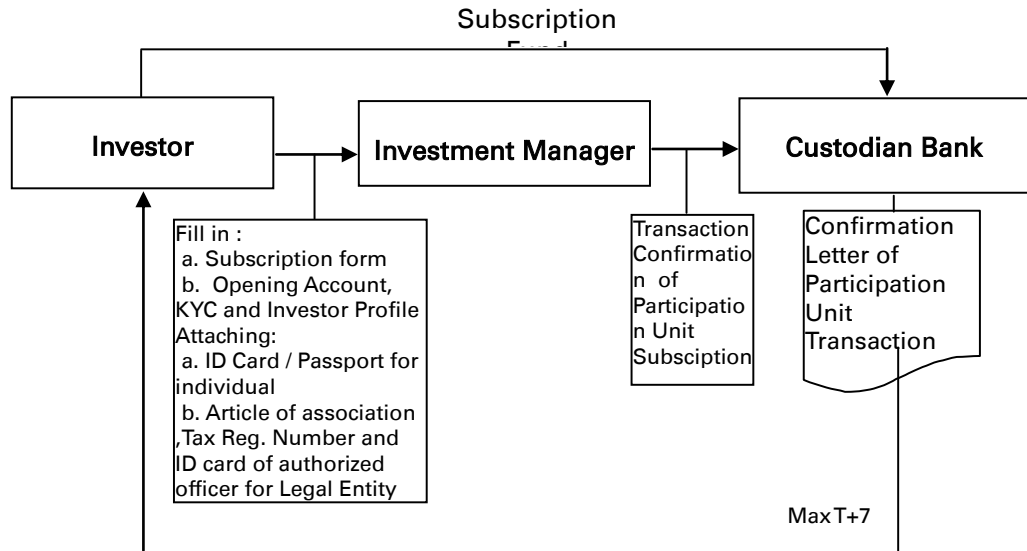 Subscription
Investor
Investment Manager
Custodian Bank
Fill in :
a. Subscription form
b. Opening Account,
KYC and Investor Profile
Attaching:
a. ID Card / Passport for
individual
b. Article of association
,Tax Reg. Number and
ID card of authorized
officer for Legal Entity
Transaction
Confirmatio
n of
Participatio
n Unit
Subsciption
Confirmation
Letter of
Participation
Unit
Transaction
Max T+7